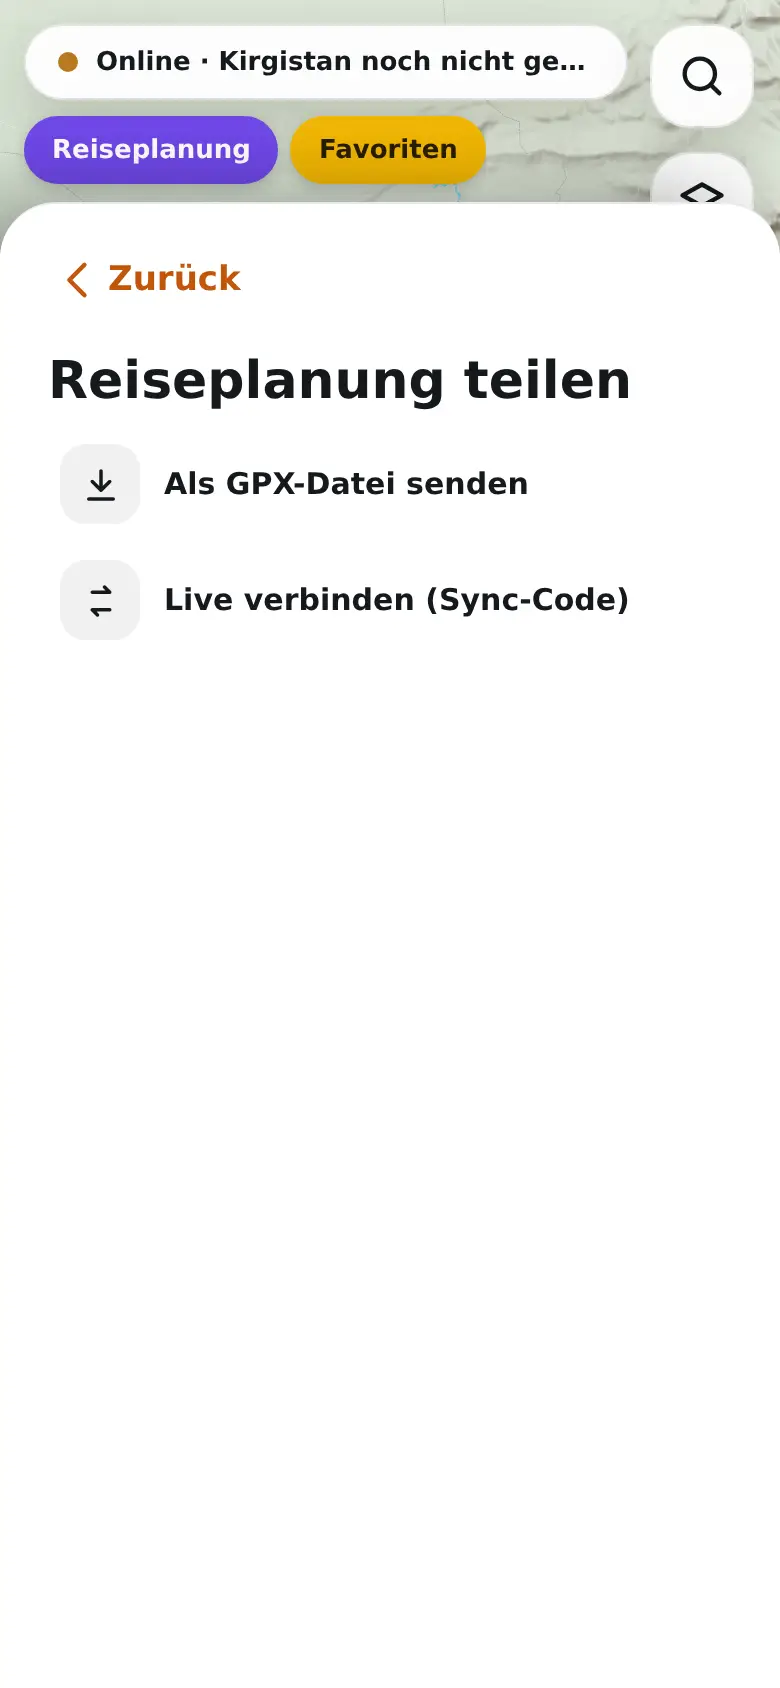 Online · Kirgistan noch nicht ge…
Reiseplanung
Favoriten
Zurück
Reiseplanung teilen
Als GPX-Datei senden
Live verbinden (Sync-Code)